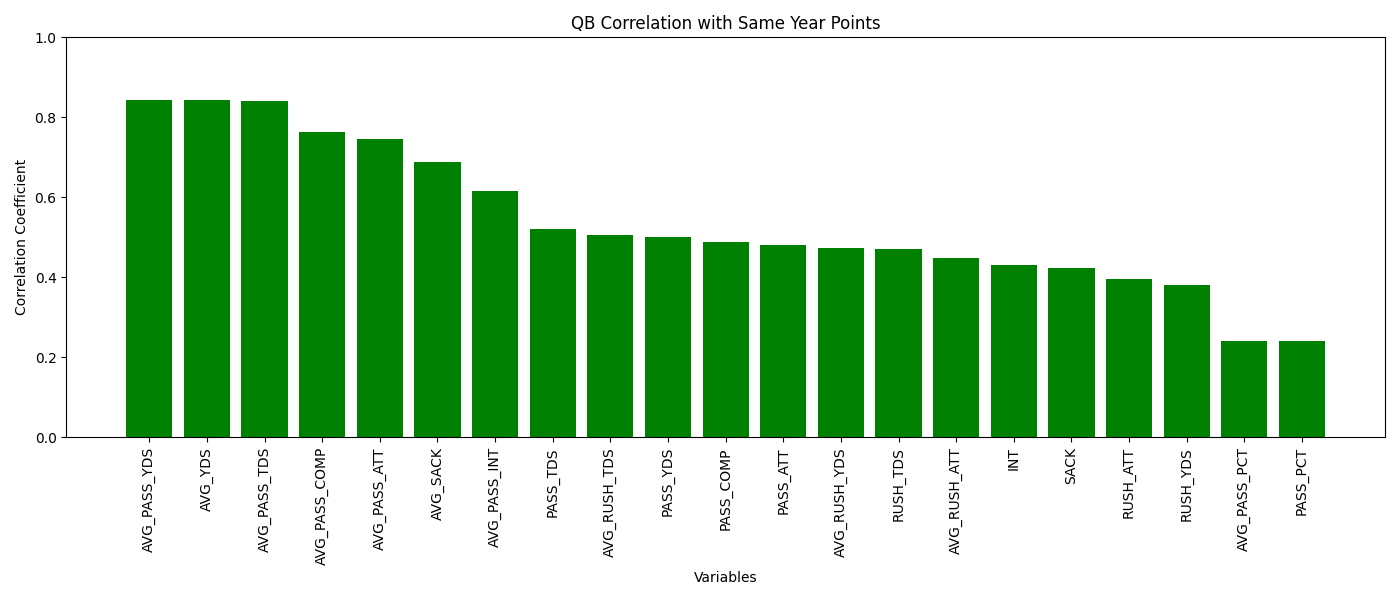 QB Correlation with Same Year Points
1.0
0.8
0.6
0.4
0.2
0.0
Correlation Coefficient
AVG_PASS_YDS
AVG_YDS
AVG_PASS_TDS
AVG_PASS_COMP
AVG_PASS_ATT
AVG_SACK
AVG_PASS_INT
PASS_TDS
AVG_RUSH_TDS
PASS_YDS
PASS_COMP
PASS_ATT
AVG_RUSH_YDS
RUSH_TDS
AVG_RUSH_ATT
INT
SACK
RUSH_ATT
RUSH_YDS
AVG_PASS_PCT
PASS_PCT
Variables